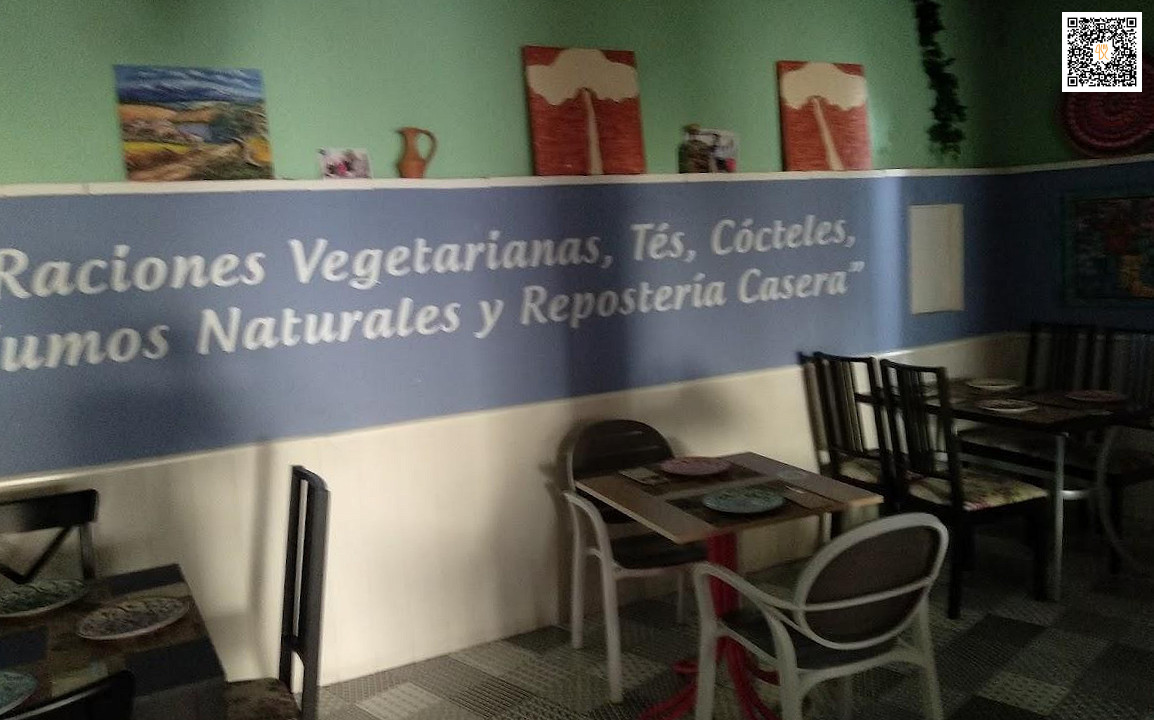 Raciones Vegetarianas, Tés, Cócteles,
umos Naturales y Repostería Casera”